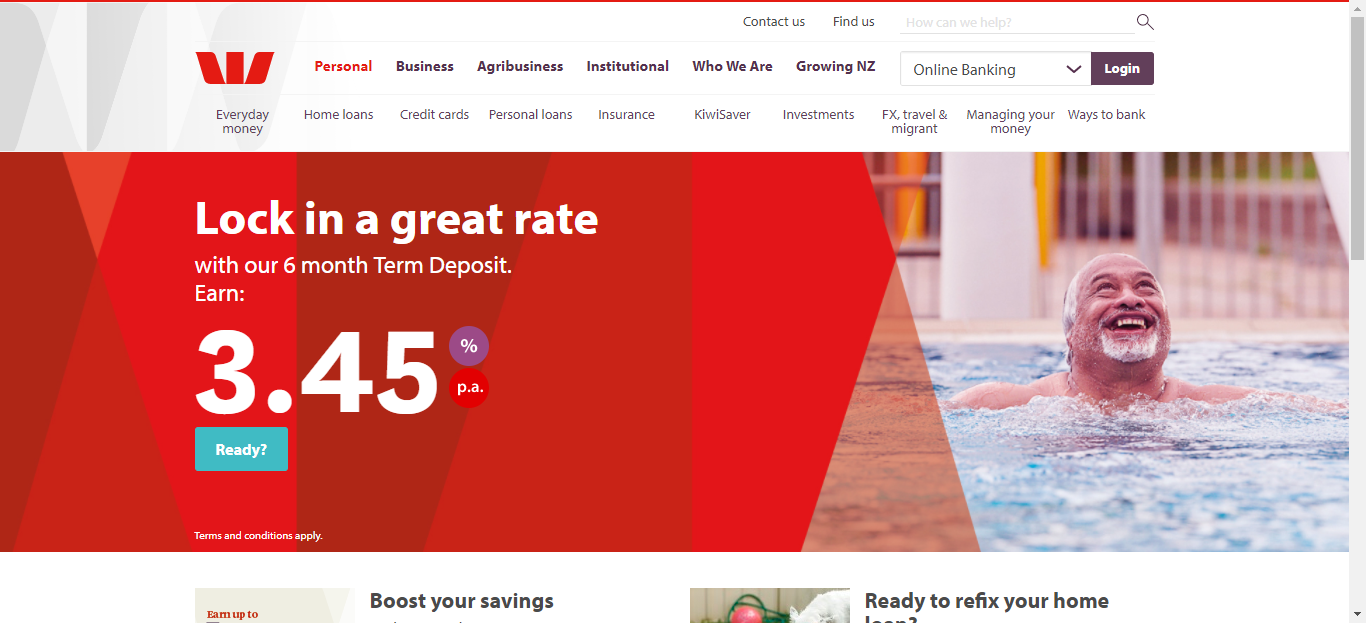 Contact us
Find us
How can we help?
Personal
Business
Agribusiness
Institutional
Who We Are
Growing NZ
Online Banking
Login
Everyday
money
Home loans
Credit cards
Personal loans
Insurance
KiwiSaver
Investments
FX, travel &
migrant
Managing your
money
Ways to bank
Lock in a great rate
with our 6 month Term Deposit.
Earn:
3.45
%
p.a.
Ready?
Terms and conditions apply.
Earn up to
Boost your savings
Ready to refix your home
loan?